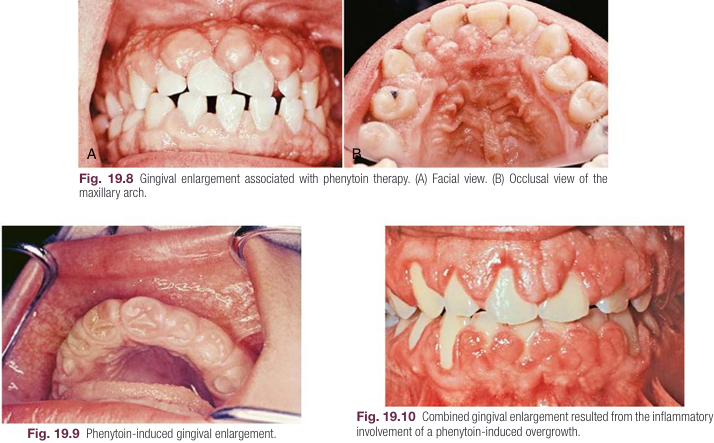 A
B
Fig. 19.8 Gingival enlargement associated with phenytoin therapy. (A) Facial view. (B) Occlusal view of the
maxillary arch.
Fig. 19.9 Phenytoin-induced gingival enlargement.
Fig. 19.10 Combined gingival enlargement resulted from the inflammatory
involvement of a phenytoin-induced overgrowth.